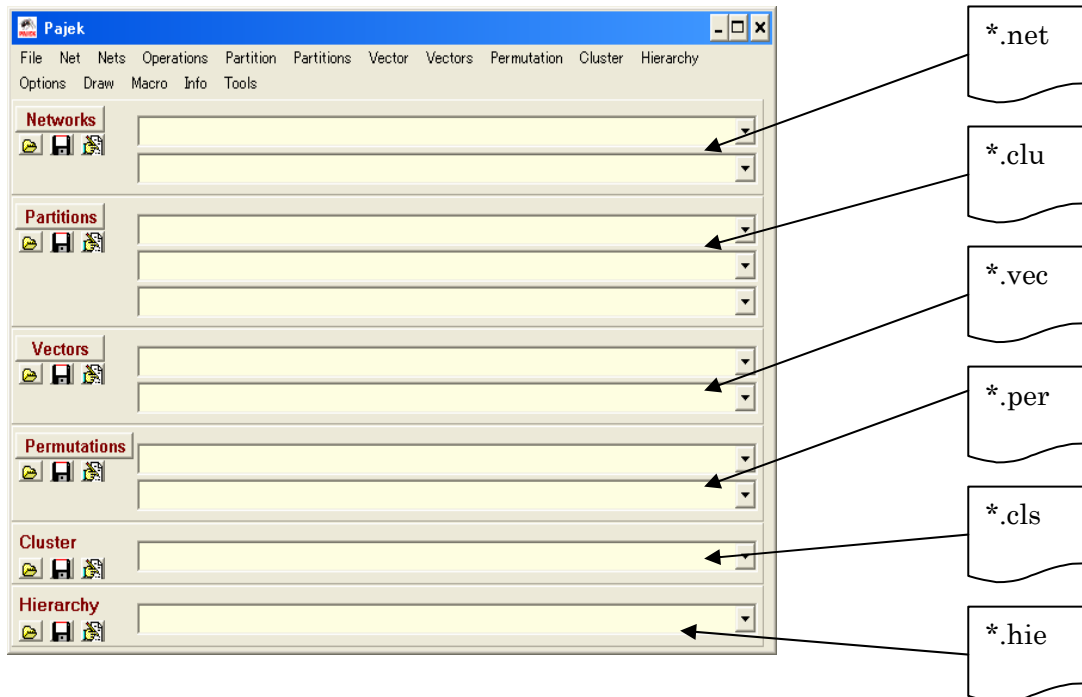 Pajek
File Net Nets Operations Partition Partitions Vector Vectors Permutation Cluster Hierarchy
Options Draw Macro Info Tools
Networks
Partitions
Vectors
Permutations
Cluster
Hierarchy
*.net
*.clu
*.vec
*.per
*.cls
*.hie